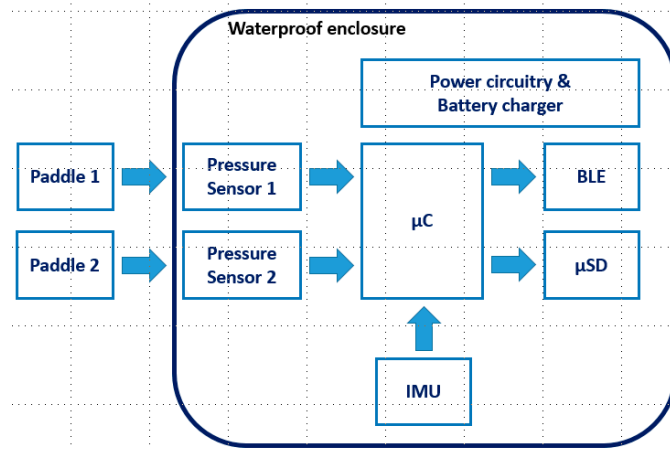 Waterproof enclosure
Power circuitry &
Battery charger
Paddle 1
Pressure
Sensor 1
µC
BLE
Paddle 2
Pressure
Sensor 2
µSD
IMU